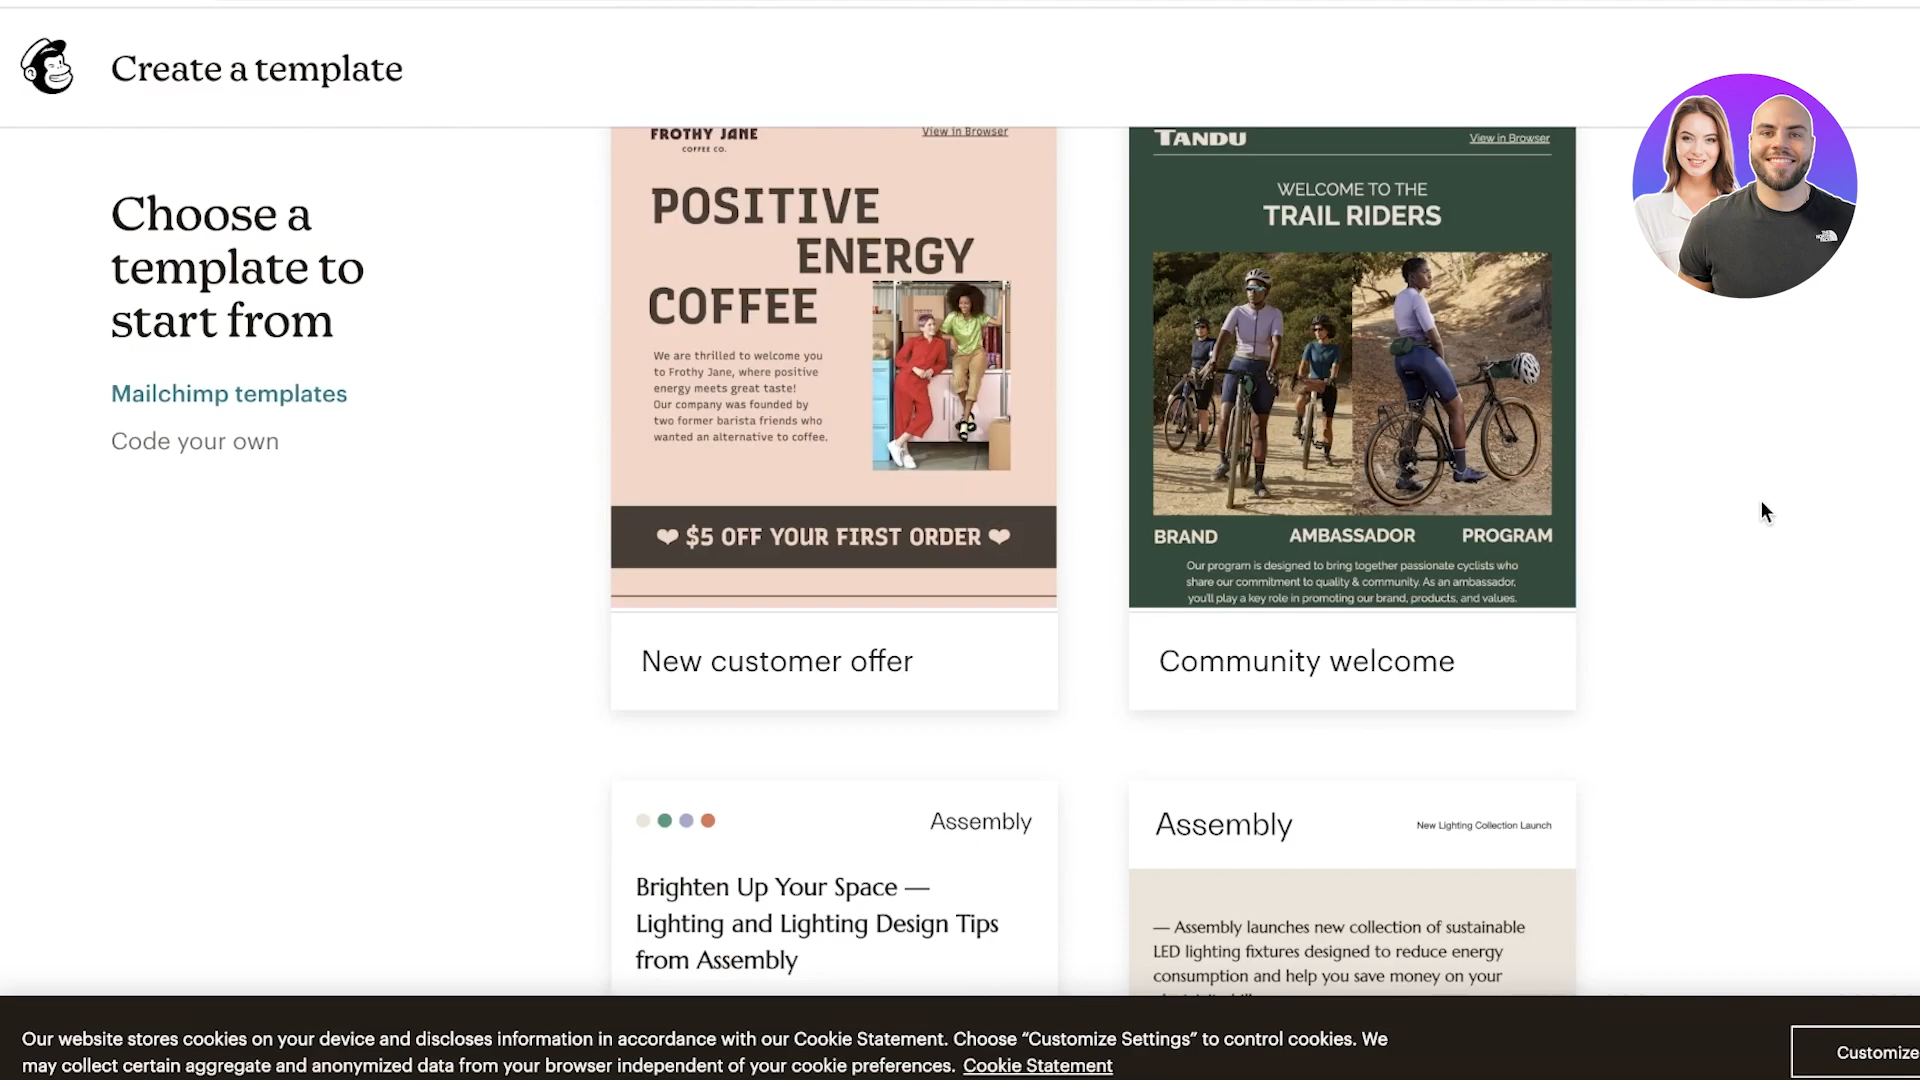 Create a template
Choose a
template to
start from
Mailchimp templates
Code your own
FROTHY JANE
COFFEE CO.
View in Browser
POSITIVE
ENERGY
COFFEE
We are thrilled to welcome you
to Frothy Jane, where positive
energy meets great taste!
Our company was founded by
two former barista friends who
wanted an alternative to coffee.
❤ $5 OFF YOUR FIRST ORDER ❤
New customer offer
TANDU
View in Browser
WELCOME TO THE
TRAIL RIDERS
BRAND AMBASSADOR PROGRAM
Our program is designed to bring together passionate cyclists who
share our commitment to quality & community. As an ambassador,
you'll play a key role in promoting our brand, products, and values.
Community welcome
THE NORTH FACE
Assembly
Brighten Up Your Space —
Lighting and Lighting Design Tips
from Assembly
Assembly
New Lighting Collection Launch
— Assembly launches new collection of sustainable
LED lighting fixtures designed to reduce energy
consumption and help you save money on your
Our website stores cookies on your device and discloses information in accordance with our Cookie Statement. Choose “Customize Settings” to control cookies. We
may collect certain aggregate and anonymized data from your browser independent of your cookie preferences. Cookie Statement
Customize